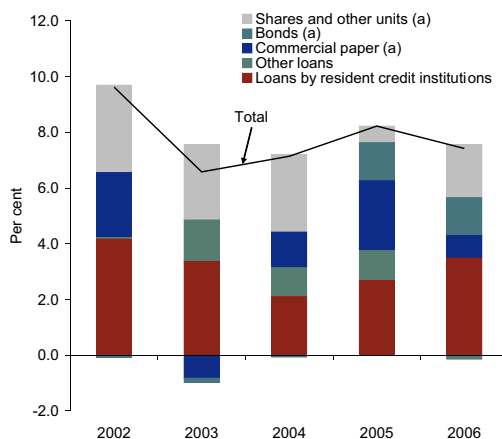 Shares and other units (a)
Bonds (a)
Commercial paper (a)
Other loans
Loans by resident credit institutions
Total
Per cent
12.0
10.0
8.0
6.0
4.0
2.0
0.0
-2.0
2002 2003 2004 2005 2006